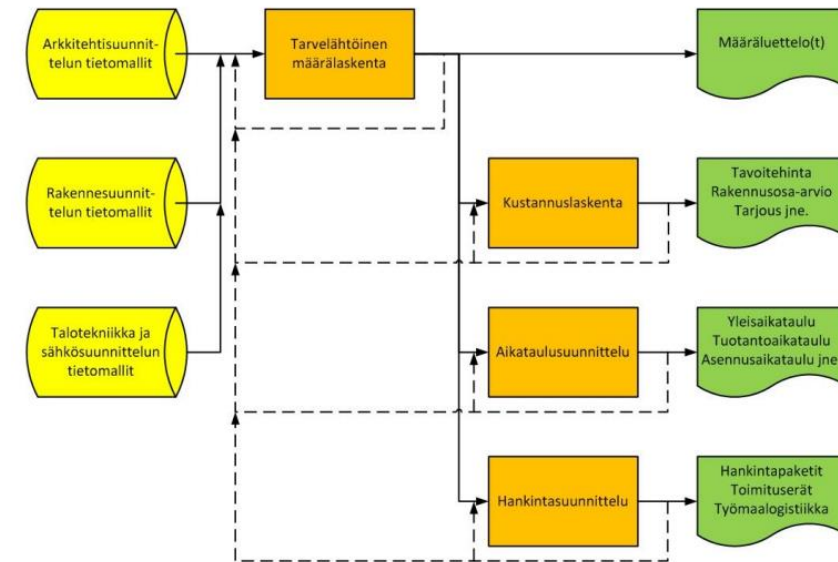 Arkkitehtisuunnit-
telun tietomallit
Tarvelähtöinen
määrälaskenta
Määräluettelo(t)
Rakennesuunnit-
telun tietomallit
Kustannuslaskenta
Tavoitehinta
Rakennusosa-arvio
Tarjous jne.
Talotekniikka ja
sähkösuunnittelun
tietomallit
Aikataulusuunnittelu
Yleisaikataulu
Tuotantoaikataulu
Asennusaikataulu jne
Hankintasuunnittelu
Hankintapaketit
Toimituserät
Työmaalogistiikka